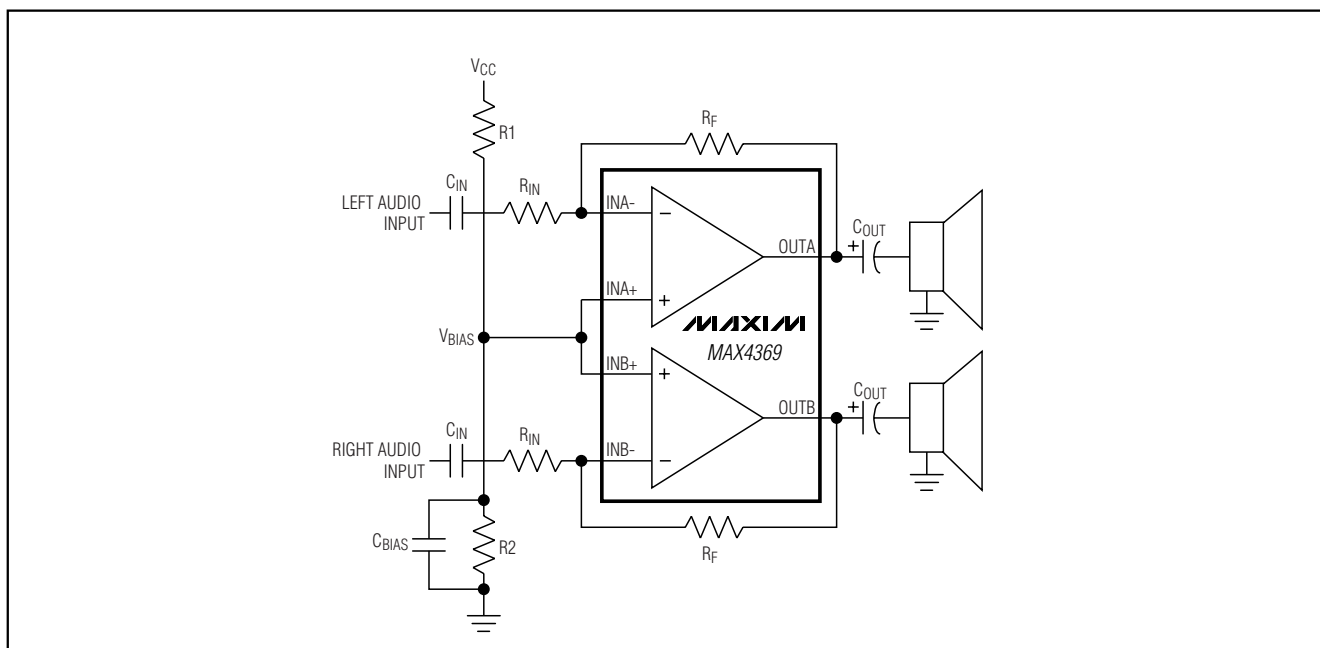 VCC
R1
RF
CIN
RIN
LEFT AUDIO
INPUT
INA-
−
OUTA
COUT
+
INA+
+
MAXIM
MAX4369
VBIAS
INB+
+
OUTB
COUT
+
CIN
RIN
RIGHT AUDIO
INPUT
INB-
−
CBIAS
R2
RF